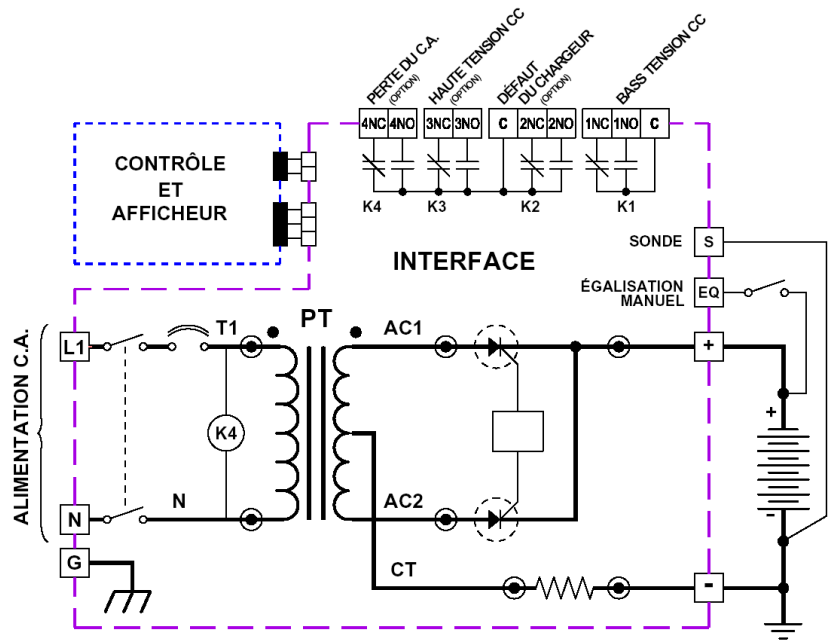 PERTE DU C.A.
(OPTION)
HAUTE TENSION CC
(OPTION)
DÉFAUT
DU CHARGEUR
(OPTION)
BASS TENSION CC
4NC 4NO 3NC 3NO C 2NC 2NO 1NC 1NO C
K4 K3 K2 K1
CONTRÔLE
ET
AFFICHEUR
INTERFACE
SONDE S
ÉGALISATION
MANUEL
EQ
ALIMENTATION C.A.
L1 T1 PT AC1 +
K4
+
-
N N AC2
G
CT -